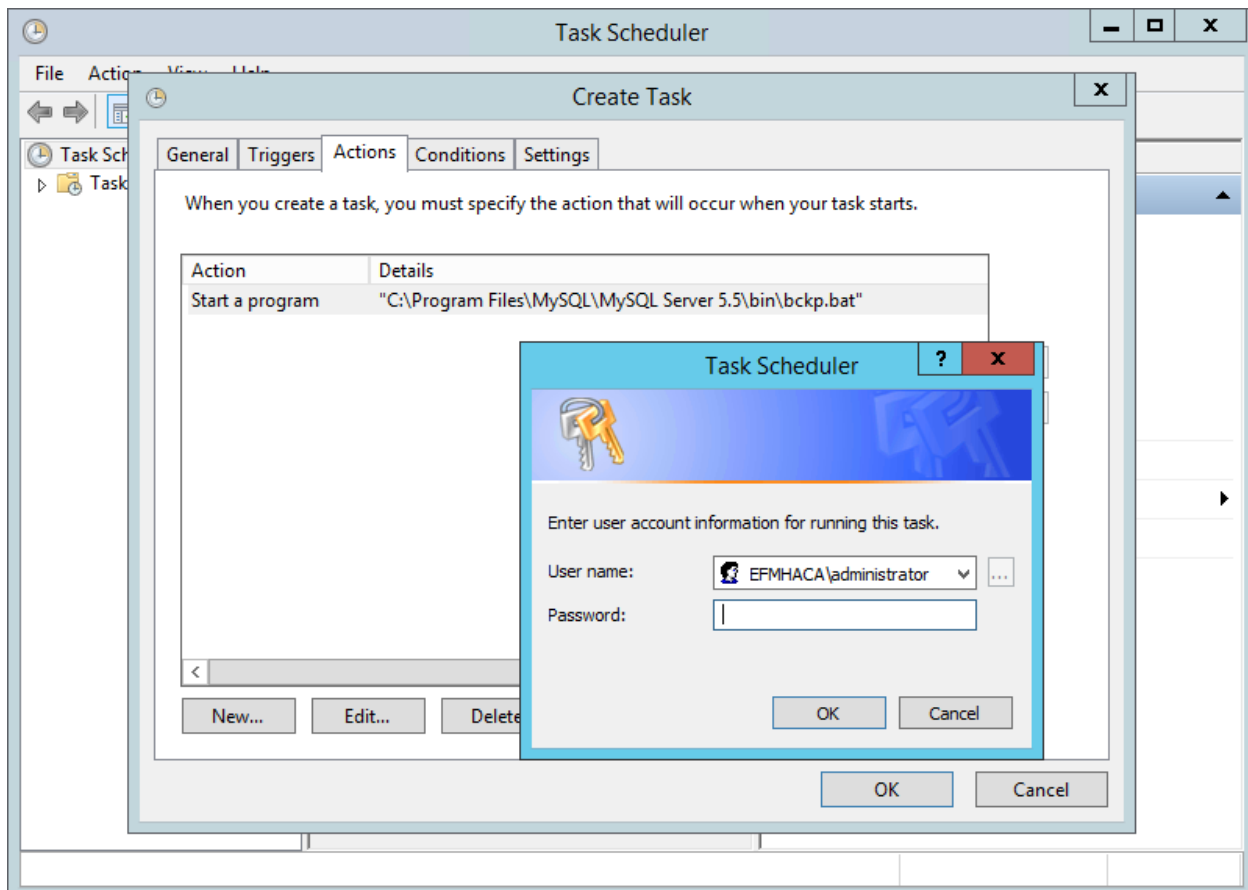 Task Scheduler
File Action View Help
Create Task
Task Sch
Task
General Triggers Actions Conditions Settings
When you create a task, you must specify the action that will occur when your task starts.
Action Details
Start a program "C:\Program Files\MySQL\MySQL Server 5.5\bin\bckp.bat"
Task Scheduler
?
Enter user account information for running this task.
User name: EFMHACA\administrator
...
Password:
OK Cancel
New... Edit... Delete
OK Cancel